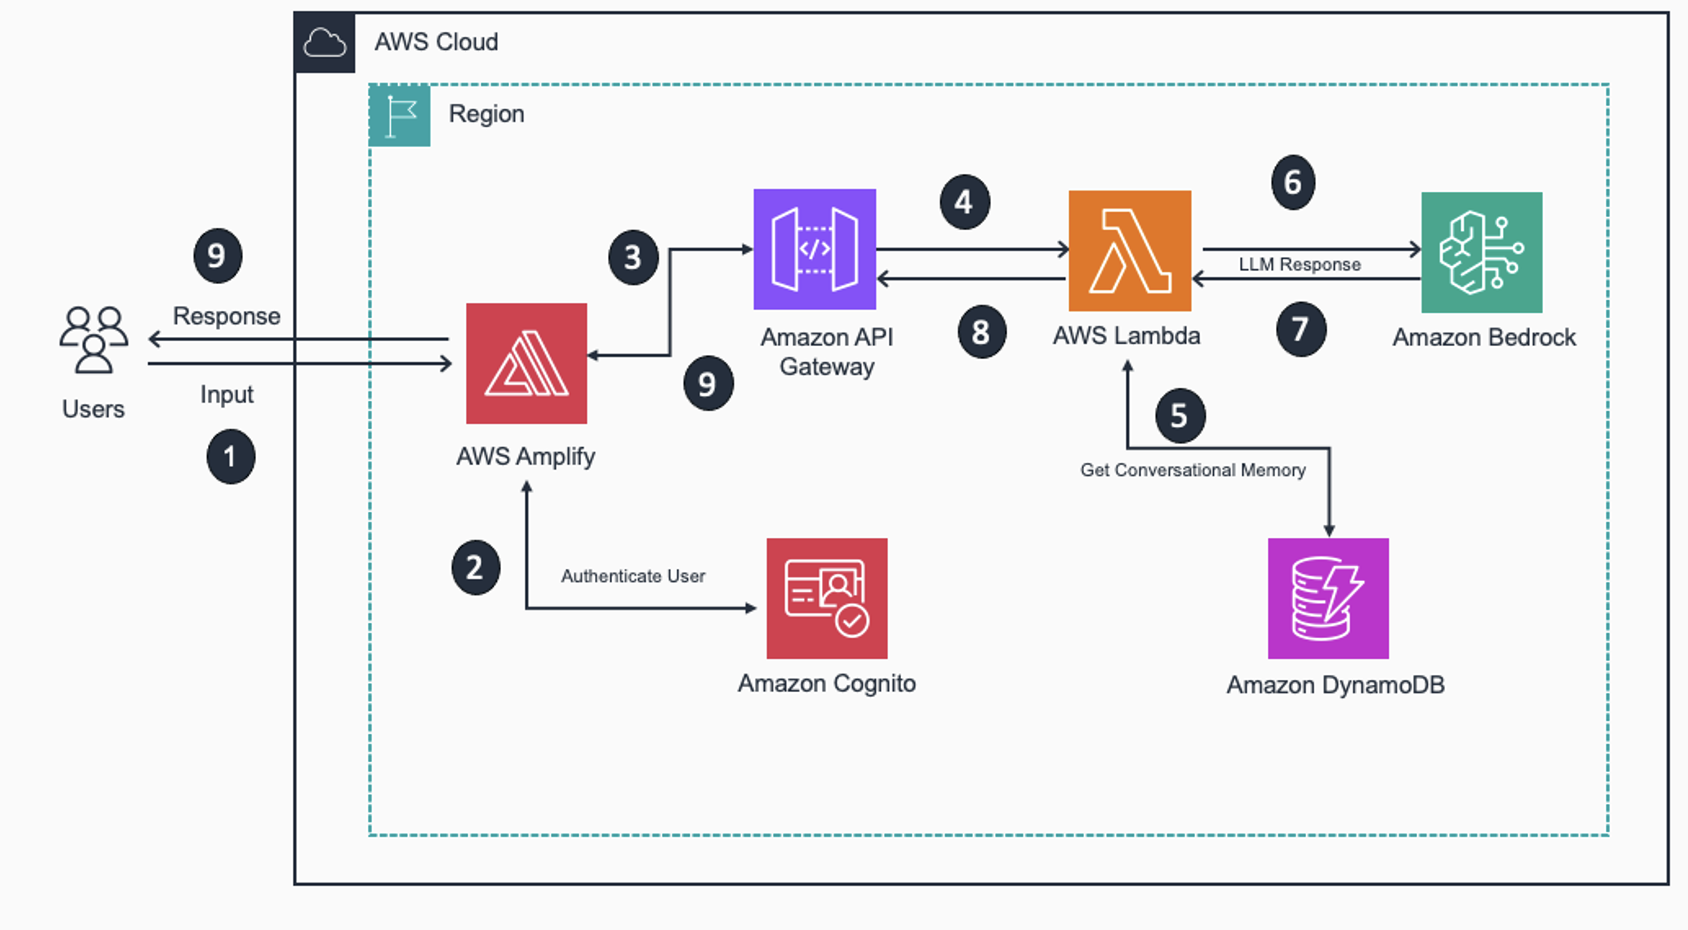 AWS Cloud
Region
9
Response
Users
Input
1
AWS Amplify
3
9
2
Authenticate User
Amazon Cognito
</>
Amazon API
Gateway
4
8
AWS Lambda
6
LLM Response
7
Amazon Bedrock
5
Get Conversational Memory
Amazon DynamoDB